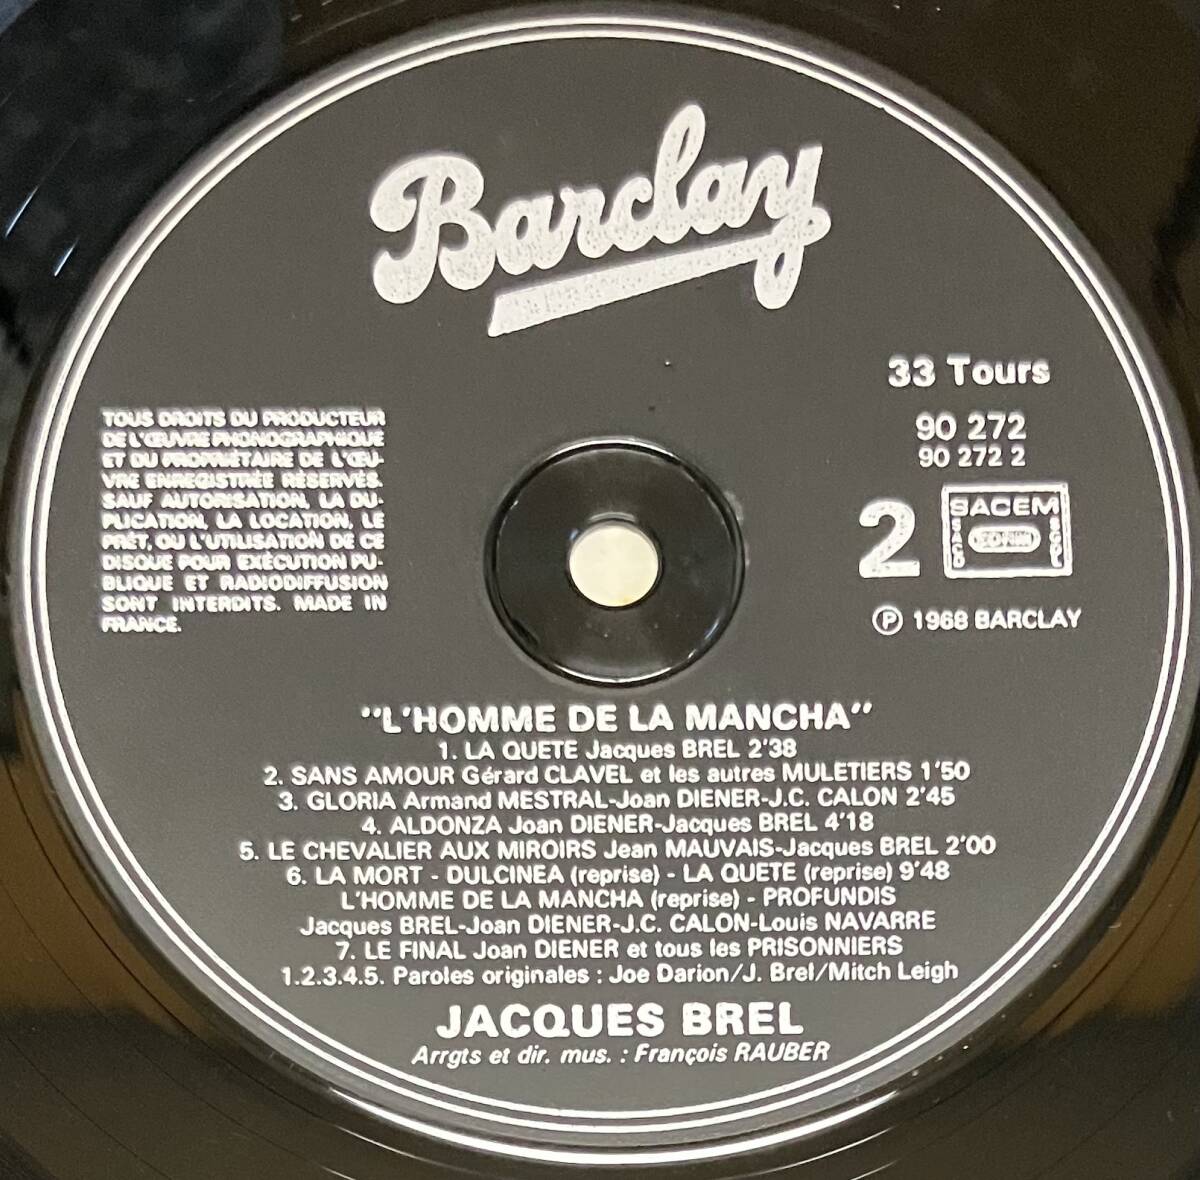 Barclay
33 Tours
90 272
90 272 2
2
SACEM
SACD
SGDL
℗ 1968 BARCLAY
TOUS DROITS DU PRODUCTEUR
DE L'ŒUVRE PHONOGRAPHIQUE
ET DU PROPRIÉTAIRE DE L'ŒU-
VRE ENREGISTRÉE RÉSERVÉS.
SAUF AUTORISATION, LA DU-
PLICATION, LA LOCATION, LE
PRÊT, OU L'UTILISATION DE CE
DISQUE POUR EXÉCUTION PU-
BLIQUE ET RADIODIFFUSION
SONT INTERDITS. MADE IN
FRANCE.
"L'HOMME DE LA MANCHA"
1. LA QUETE Jacques BREL 2'38
2. SANS AMOUR Gérard CLAVEL et les autres MULETIERS 1'50
3. GLORIA Armand MESTRAL-Joan DIENER-J.C. CALON 2'45
4. ALDONZA Joan DIENER-Jacques BREL 4'18
5. LE CHEVALIER AUX MIROIRS Jean MAUVAIS-Jacques BREL 2'00
6. LA MORT - DULCINEA (reprise) - LA QUETE (reprise) 9'48
L'HOMME DE LA MANCHA (reprise) - PROFUNDIS
Jacques BREL-Joan DIENER-J.C. CALON-Louis NAVARRE
7. LE FINAL Joan DIENER et tous les PRISONNIERS
1.2.3.4.5. Paroles originales : Joe Darion/J. Brel/Mitch Leigh
JACQUES BREL
Arrgts et dir. mus. : François RAUBER